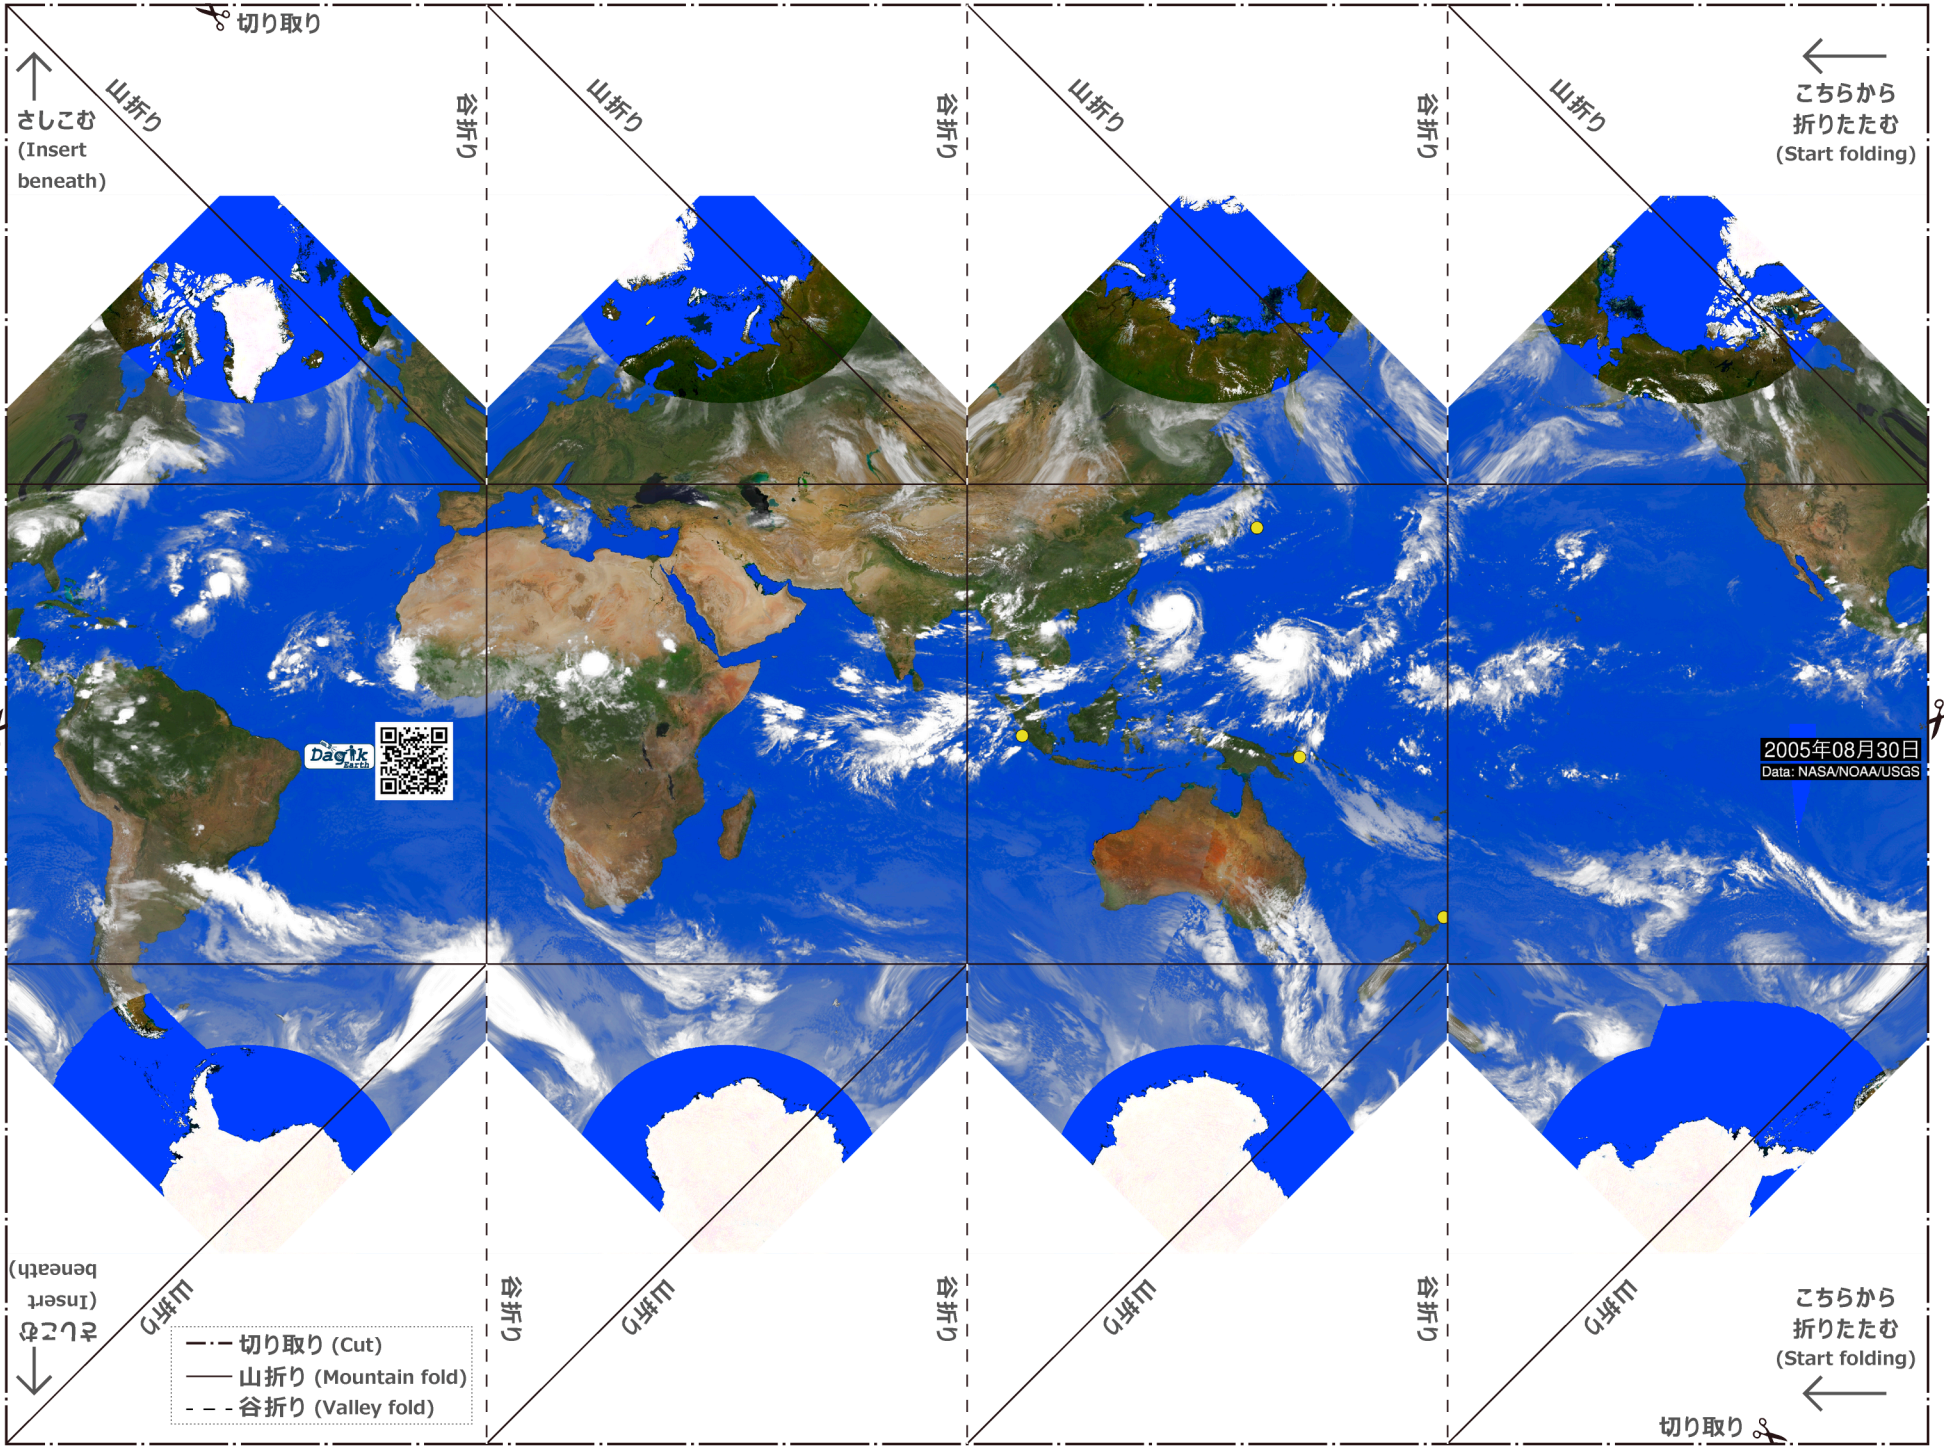 切り取り
山折り
谷折り
山折り
谷折り
山折り
谷折り
山折り
さしこむ
(Insert
beneath)
こちらから
折りたたむ
(Start folding)
Dagik
Earth
2005年08月30日
Data: NASA/NOAA/USGS
さしこむ
(Insert
beneath)
山折り
谷折り
山折り
谷折り
山折り
谷折り
山折り
こちらから
折りたたむ
(Start folding)
切り取り (Cut)
山折り (Mountain fold)
谷折り (Valley fold)
切り取り